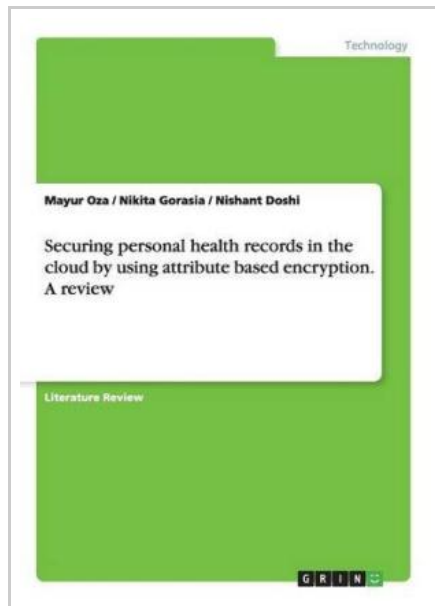 Technology
Mayur Oza / Nikita Gorasia / Nishant Doshi
Securing personal health records in the
cloud by using attribute based encryption.
A review
Literature Review
GRIN